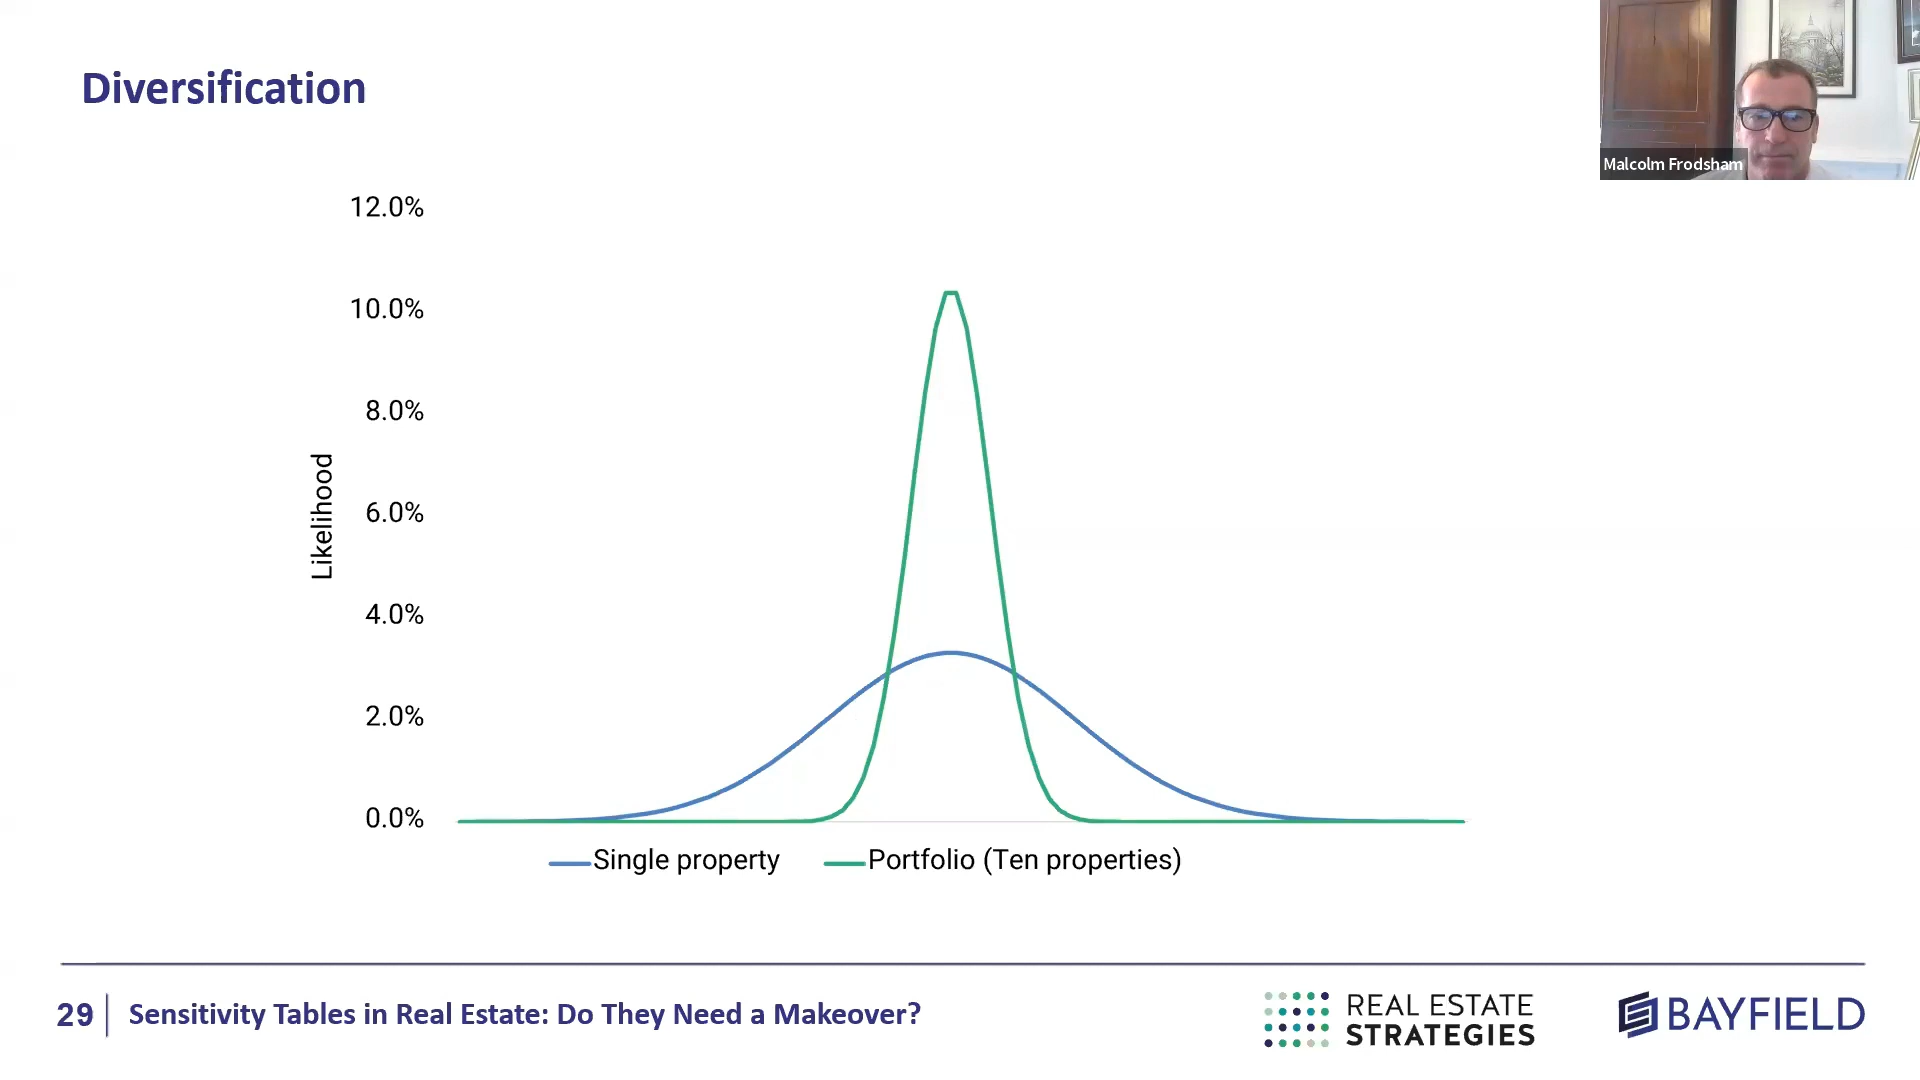 Diversification
Malcolm Frodsham
12.0%
10.0%
8.0%
6.0%
4.0%
2.0%
0.0%
Likelihood
Single property
Portfolio (Ten properties)
29
Sensitivity Tables in Real Estate: Do They Need a Makeover?
REAL ESTATE
STRATEGIES
BAYFIELD